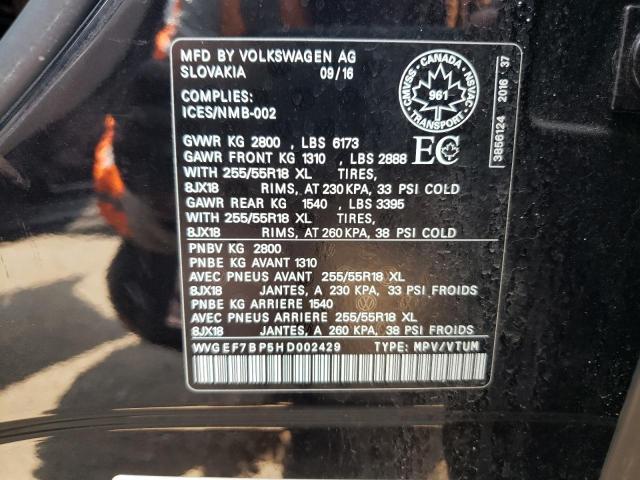 MFD BY VOLKSWAGEN AG
SLOVAKIA 09/16
COMPLIES:
ICES/NMB-002
CMVSS · CANADA · NSVAC
961
TRANSPORT
EC
3856124 2016 37
GVWR KG 2800 , LBS 6173
GAWR FRONT KG 1310 , LBS 2888
WITH 255/55R18 XL TIRES,
8JX18 RIMS, AT 230 KPA, 33 PSI COLD
GAWR REAR KG 1540 , LBS 3395
WITH 255/55R18 XL TIRES,
8JX18 RIMS, AT 260 KPA, 38 PSI COLD
PNBV KG 2800
PNBE KG AVANT 1310
AVEC PNEUS AVANT 255/55R18 XL
8JX18 JANTES, A 230 KPA, 33 PSI FROIDS
PNBE KG ARRIERE 1540
AVEC PNEUS ARRIERE 255/55R18 XL
8JX18 JANTES, A 260 KPA, 38 PSI FROIDS
WVGEF7BP5HD002429 TYPE: MPV/VTUM